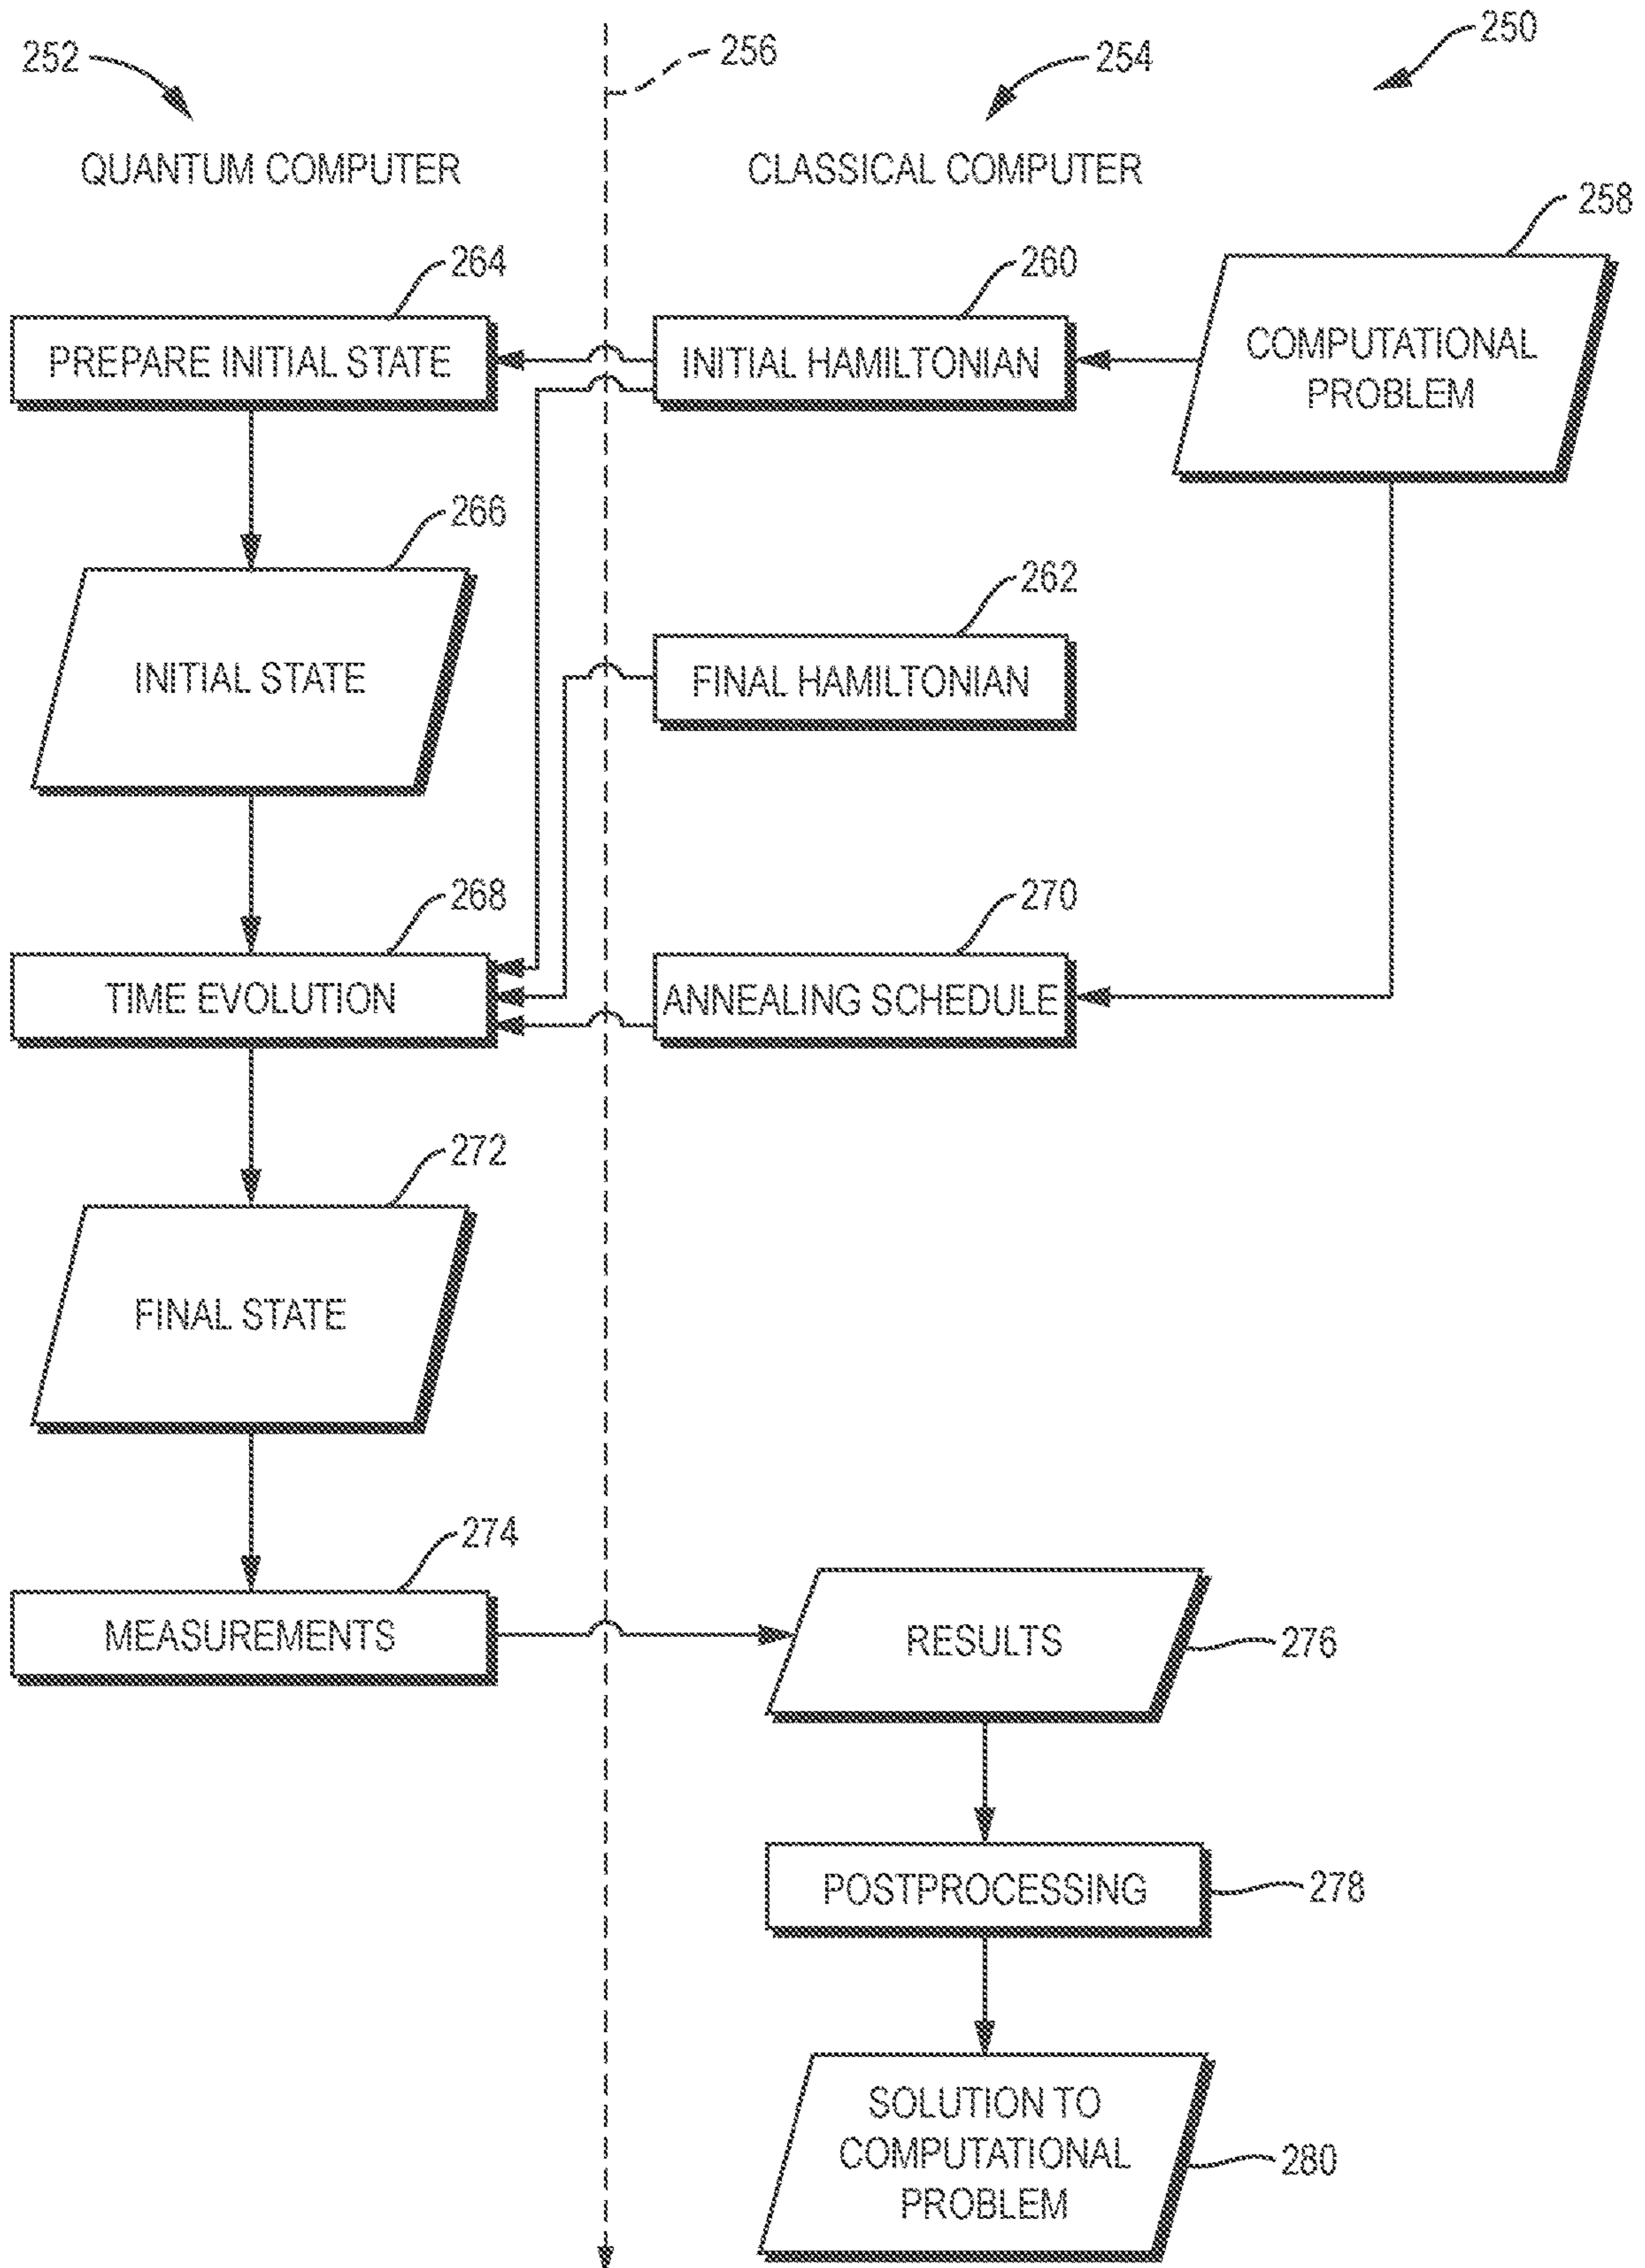 250
252
256
254
QUANTUM COMPUTER
CLASSICAL COMPUTER
258
264
260
PREPARE INITIAL STATE
INITIAL HAMILTONIAN
COMPUTATIONAL
PROBLEM
266
262
INITIAL STATE
FINAL HAMILTONIAN
268
270
TIME EVOLUTION
ANNEALING SCHEDULE
272
FINAL STATE
274
MEASUREMENTS
RESULTS
276
POSTPROCESSING
278
SOLUTION TO
COMPUTATIONAL
PROBLEM
280